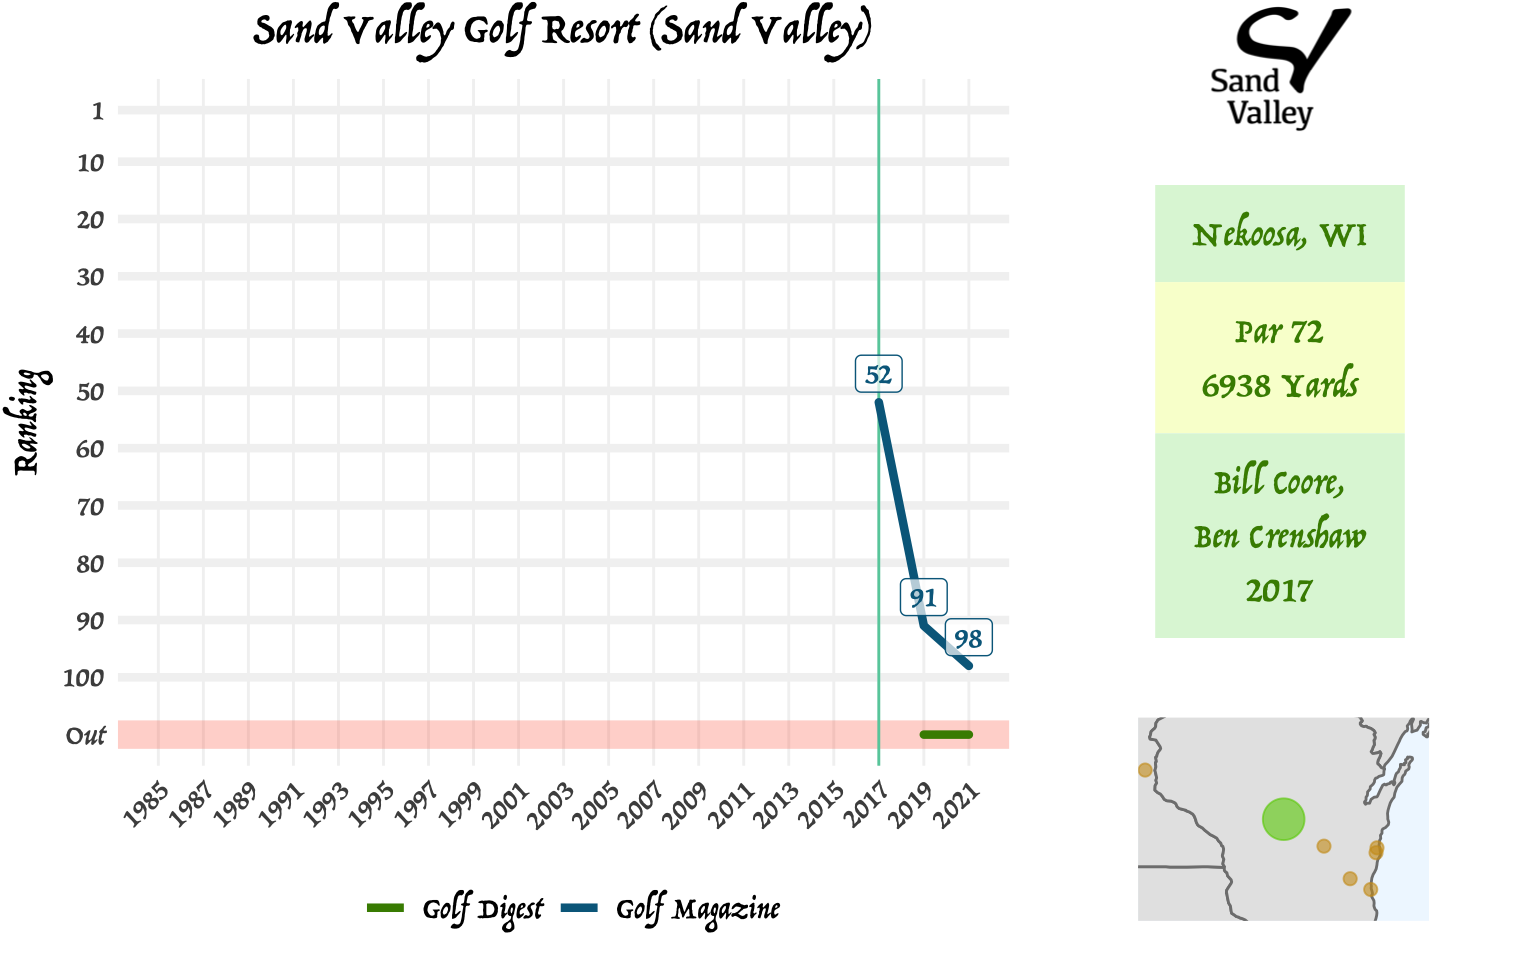 Sand Valley Golf Resort (Sand Valley)
Sand
Valley
Ranking
1
10
20
30
40
50
60
70
80
90
100
Out
52
91
98
1985
1987
1989
1991
1993
1995
1997
1999
2001
2003
2005
2007
2009
2011
2013
2015
2017
2019
2021
Golf Digest
Golf Magazine
Nekoosa, WI
Par 72
6938 Yards
Bill Coore,
Ben Crenshaw
2017